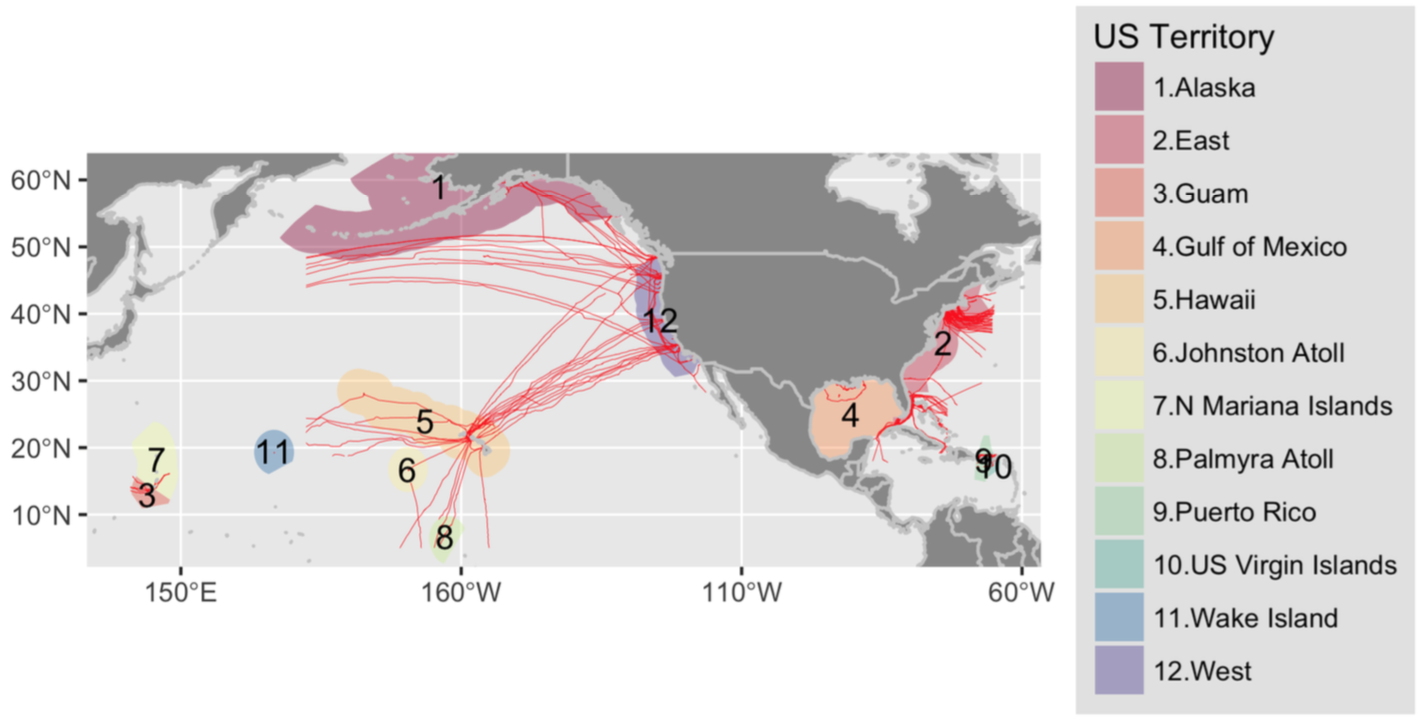 US Territory
1.Alaska
2.East
3.Guam
4.Gulf of Mexico
5.Hawaii
6.Johnston Atoll
7.N Mariana Islands
8.Palmyra Atoll
9.Puerto Rico
10.US Virgin Islands
11.Wake Island
12.West
60°N
50°N
40°N
30°N
20°N
10°N
150°E
160°W
110°W
60°W
1
12
2
4
5
11
7
6
9
10
3
8